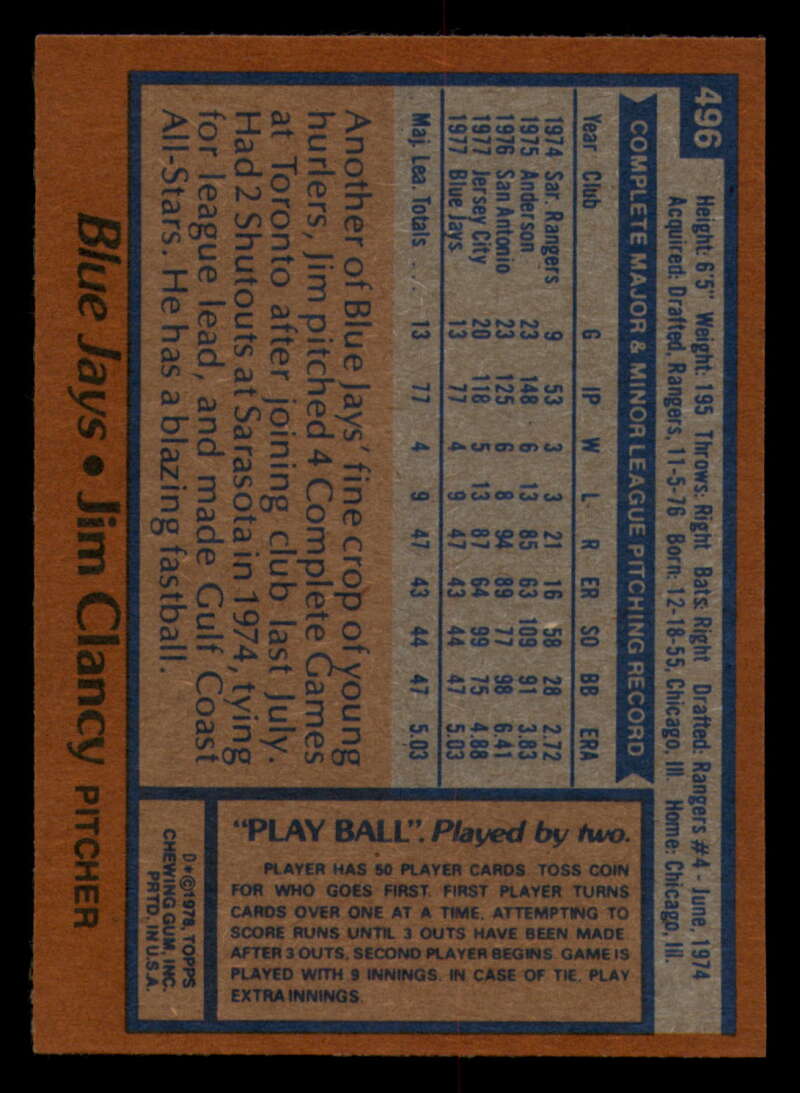 496
Height: 6'5" Weight: 195 Throws: Right Bats: Right Drafted: Rangers #4 - June, 1974
Acquired: Drafted, Rangers, 11-5-76 Born: 12-18-55, Chicago, Ill. Home: Chicago, Ill.
COMPLETE MAJOR & MINOR LEAGUE PITCHING RECORD
Year Club G IP W L R ER SO BB ERA
1974 Sar. Rangers 9 53 3 3 21 16 58 28 2.72
1975 Anderson 23 148 6 13 85 63 109 91 3.83
1976 San Antonio 23 125 6 8 94 89 77 98 6.41
1977 Jersey City 20 118 5 13 87 64 99 75 4.88
1977 Blue Jays 13 77 4 9 47 43 44 47 5.03
Maj. Lea. Totals .... 13 77 4 9 47 43 44 47 5.03
Another of Blue Jays' fine crop of young
hurlers, Jim pitched 4 Complete Games
at Toronto after joining club last July.
Had 2 Shutouts at Sarasota in 1974, tying
for league lead, and made Gulf Coast
All-Stars. He has a blazing fastball.
Blue Jays • Jim Clancy PITCHER
"PLAY BALL". Played by two.
PLAYER HAS 50 PLAYER CARDS. TOSS COIN
FOR WHO GOES FIRST. FIRST PLAYER TURNS
CARDS OVER ONE AT A TIME, ATTEMPTING TO
SCORE RUNS UNTIL 3 OUTS HAVE BEEN MADE.
AFTER 3 OUTS, SECOND PLAYER BEGINS. GAME IS
PLAYED WITH 9 INNINGS. IN CASE OF TIE, PLAY
EXTRA INNINGS.
D*©1978, TOPPS
CHEWING GUM, INC.
PRTD. IN U.S.A.